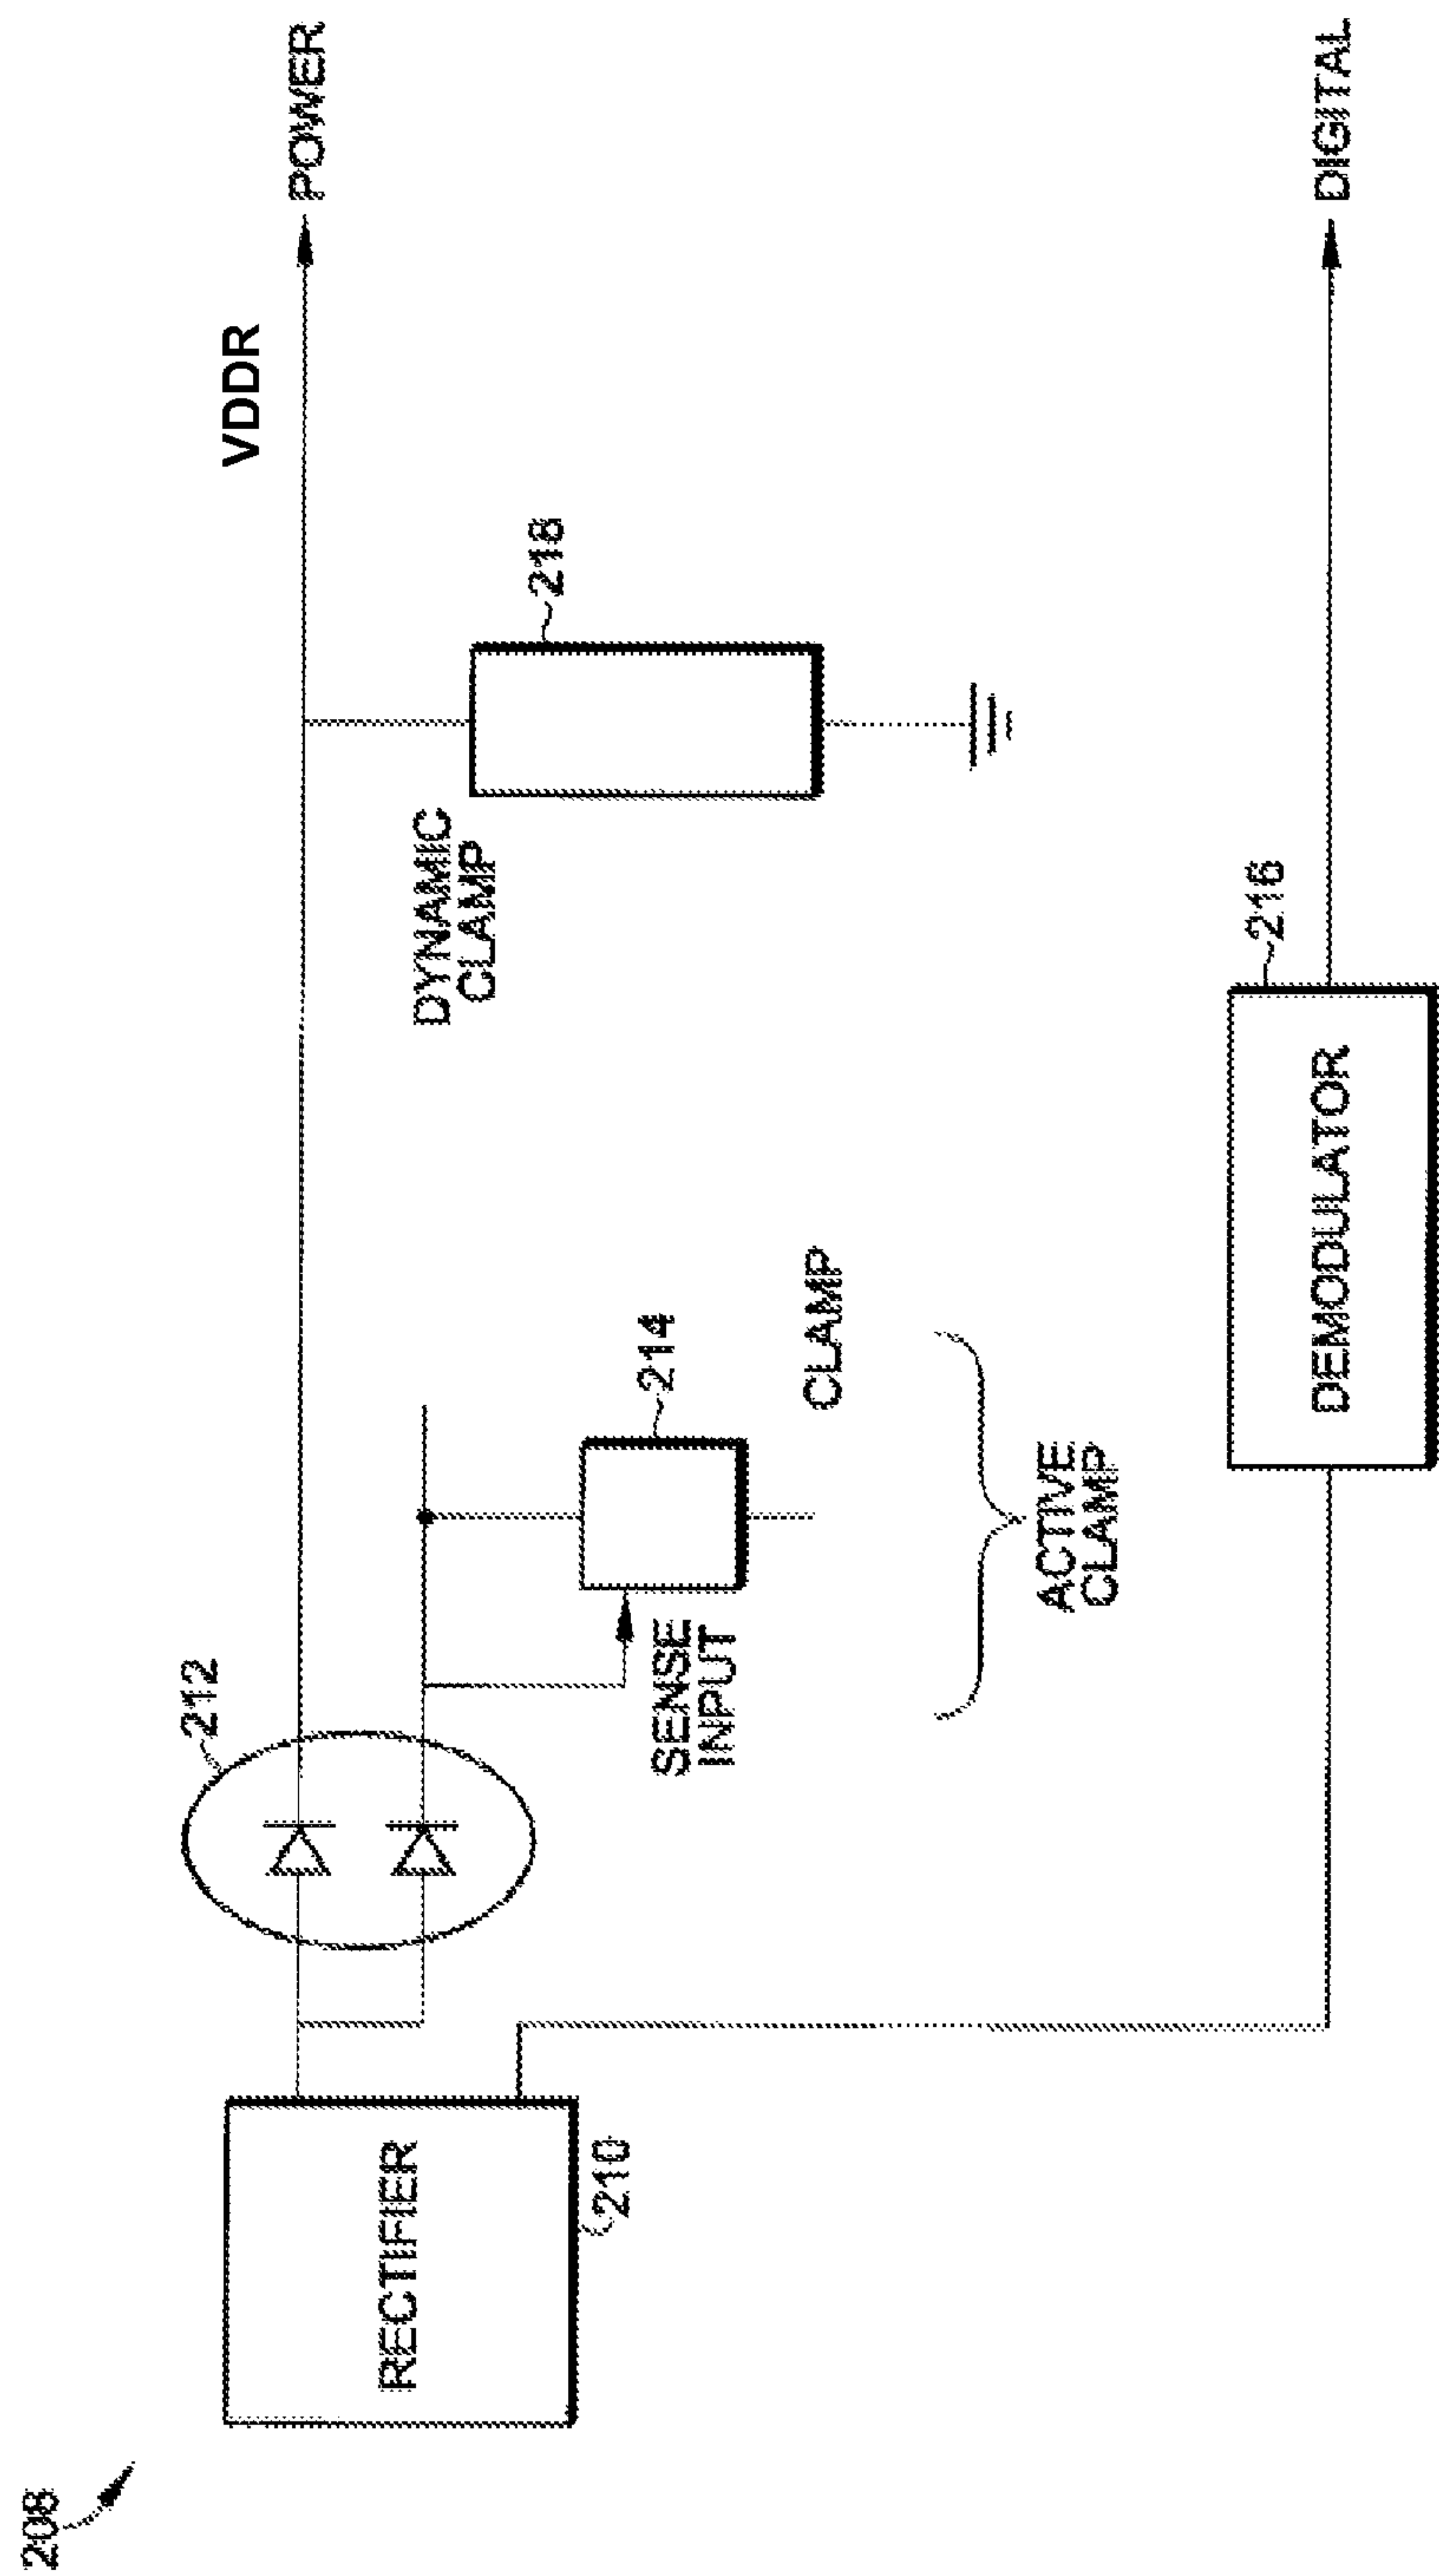 208
RECTIFIER
210
212
SENSE
INPUT
214
CLAMP
ACTIVE
CLAMP
DYNAMIC
CLAMP
218
VDDR
POWER
DEMODULATOR
216
DIGITAL